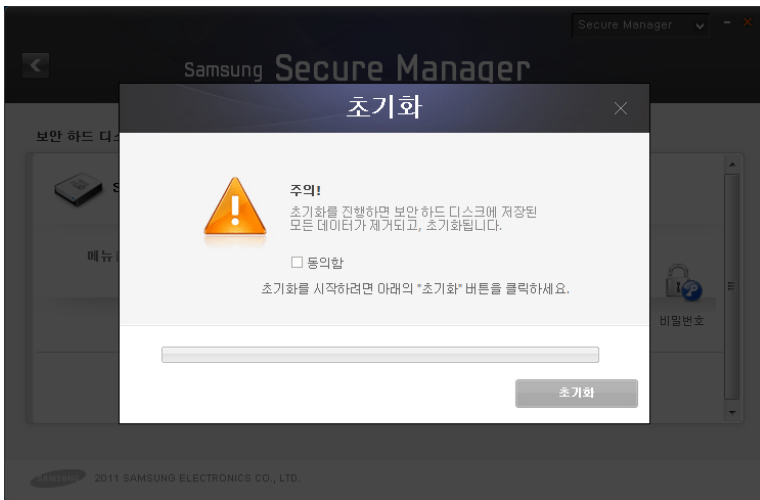 Secure Manager
Samsung Secure Manager
초기화
보안 하드 디스
S
주의!
초기화를 진행하면 보안 하드 디스크에 저장된
모든 데이터가 제거되고, 초기화됩니다.
메뉴
동의함
초기화를 시작하려면 아래의 "초기화" 버튼을 클릭하세요.
비밀번호
초기화
SAMSUNG 2011 SAMSUNG ELECTRONICS CO., LTD.